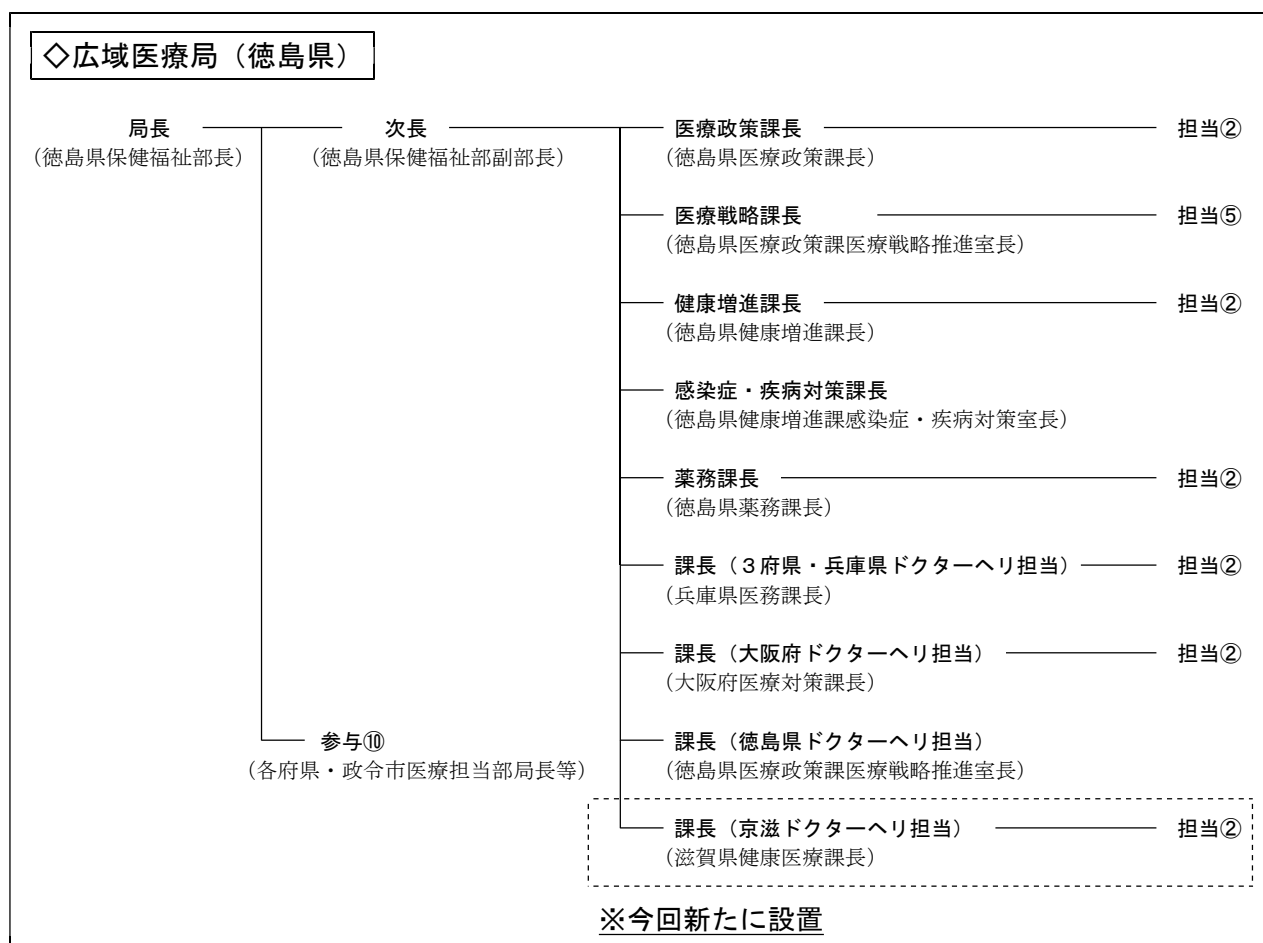 ◇広域医療局（徳島県）
局長 次長 医療政策課長 担当②
（徳島県保健福祉部長） （徳島県保健福祉部副部長） （徳島県医療政策課長）
医療戦略課長 担当⑤
（徳島県医療政策課医療戦略推進室長）
健康増進課長 担当②
（徳島県健康増進課長）
感染症・疾病対策課長
（徳島県健康増進課感染症・疾病対策室長）
薬務課長 担当②
（徳島県薬務課長）
課長（３府県・兵庫県ドクターヘリ担当） 担当②
（兵庫県医務課長）
課長（大阪府ドクターヘリ担当） 担当②
（大阪府医療対策課長）
参与⑩ 課長（徳島県ドクターヘリ担当）
（各府県・政令市医療担当部局長等） （徳島県医療政策課医療戦略推進室長）
課長（京滋ドクターヘリ担当） 担当②
（滋賀県健康医療課長）
※今回新たに設置